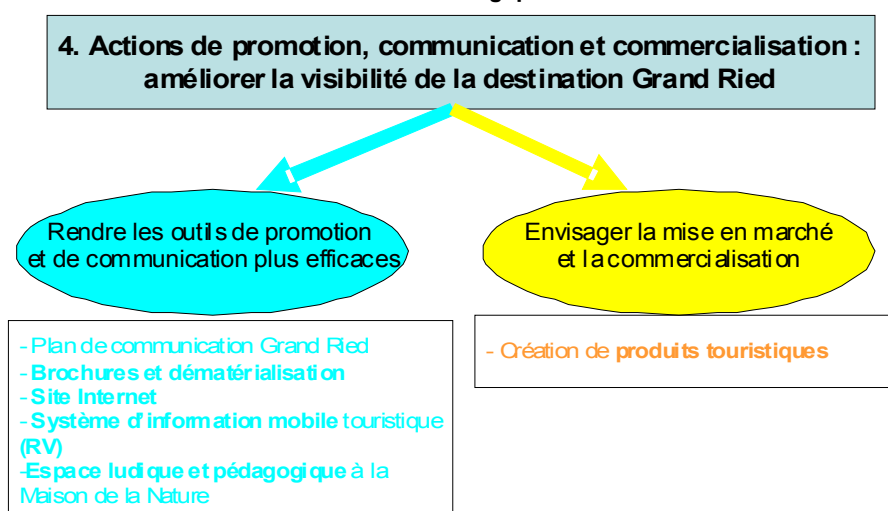 4. Actions de promotion, communication et commercialisation :
améliorer la visibilité de la destination Grand Ried
Rendre les outils de promotion
et de communication plus efficaces
Envisager la mise en marché
et la commercialisation
- Plan de communication Grand Ried
- Brochures et dématérialisation
- Site Internet
- Système d'information mobile touristique
(RV)
-Espace ludique et pédagogique à la
Maison de la Nature
- Création de produits touristiques